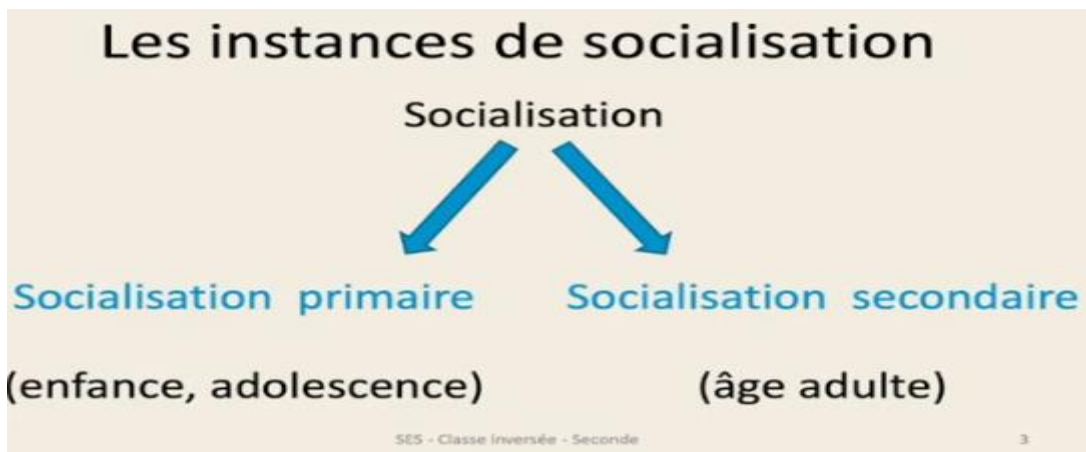 Les instances de socialisation
Socialisation
Socialisation primaire Socialisation secondaire
(enfance, adolescence) (âge adulte)
SES - Classe Inversée - Seconde 3